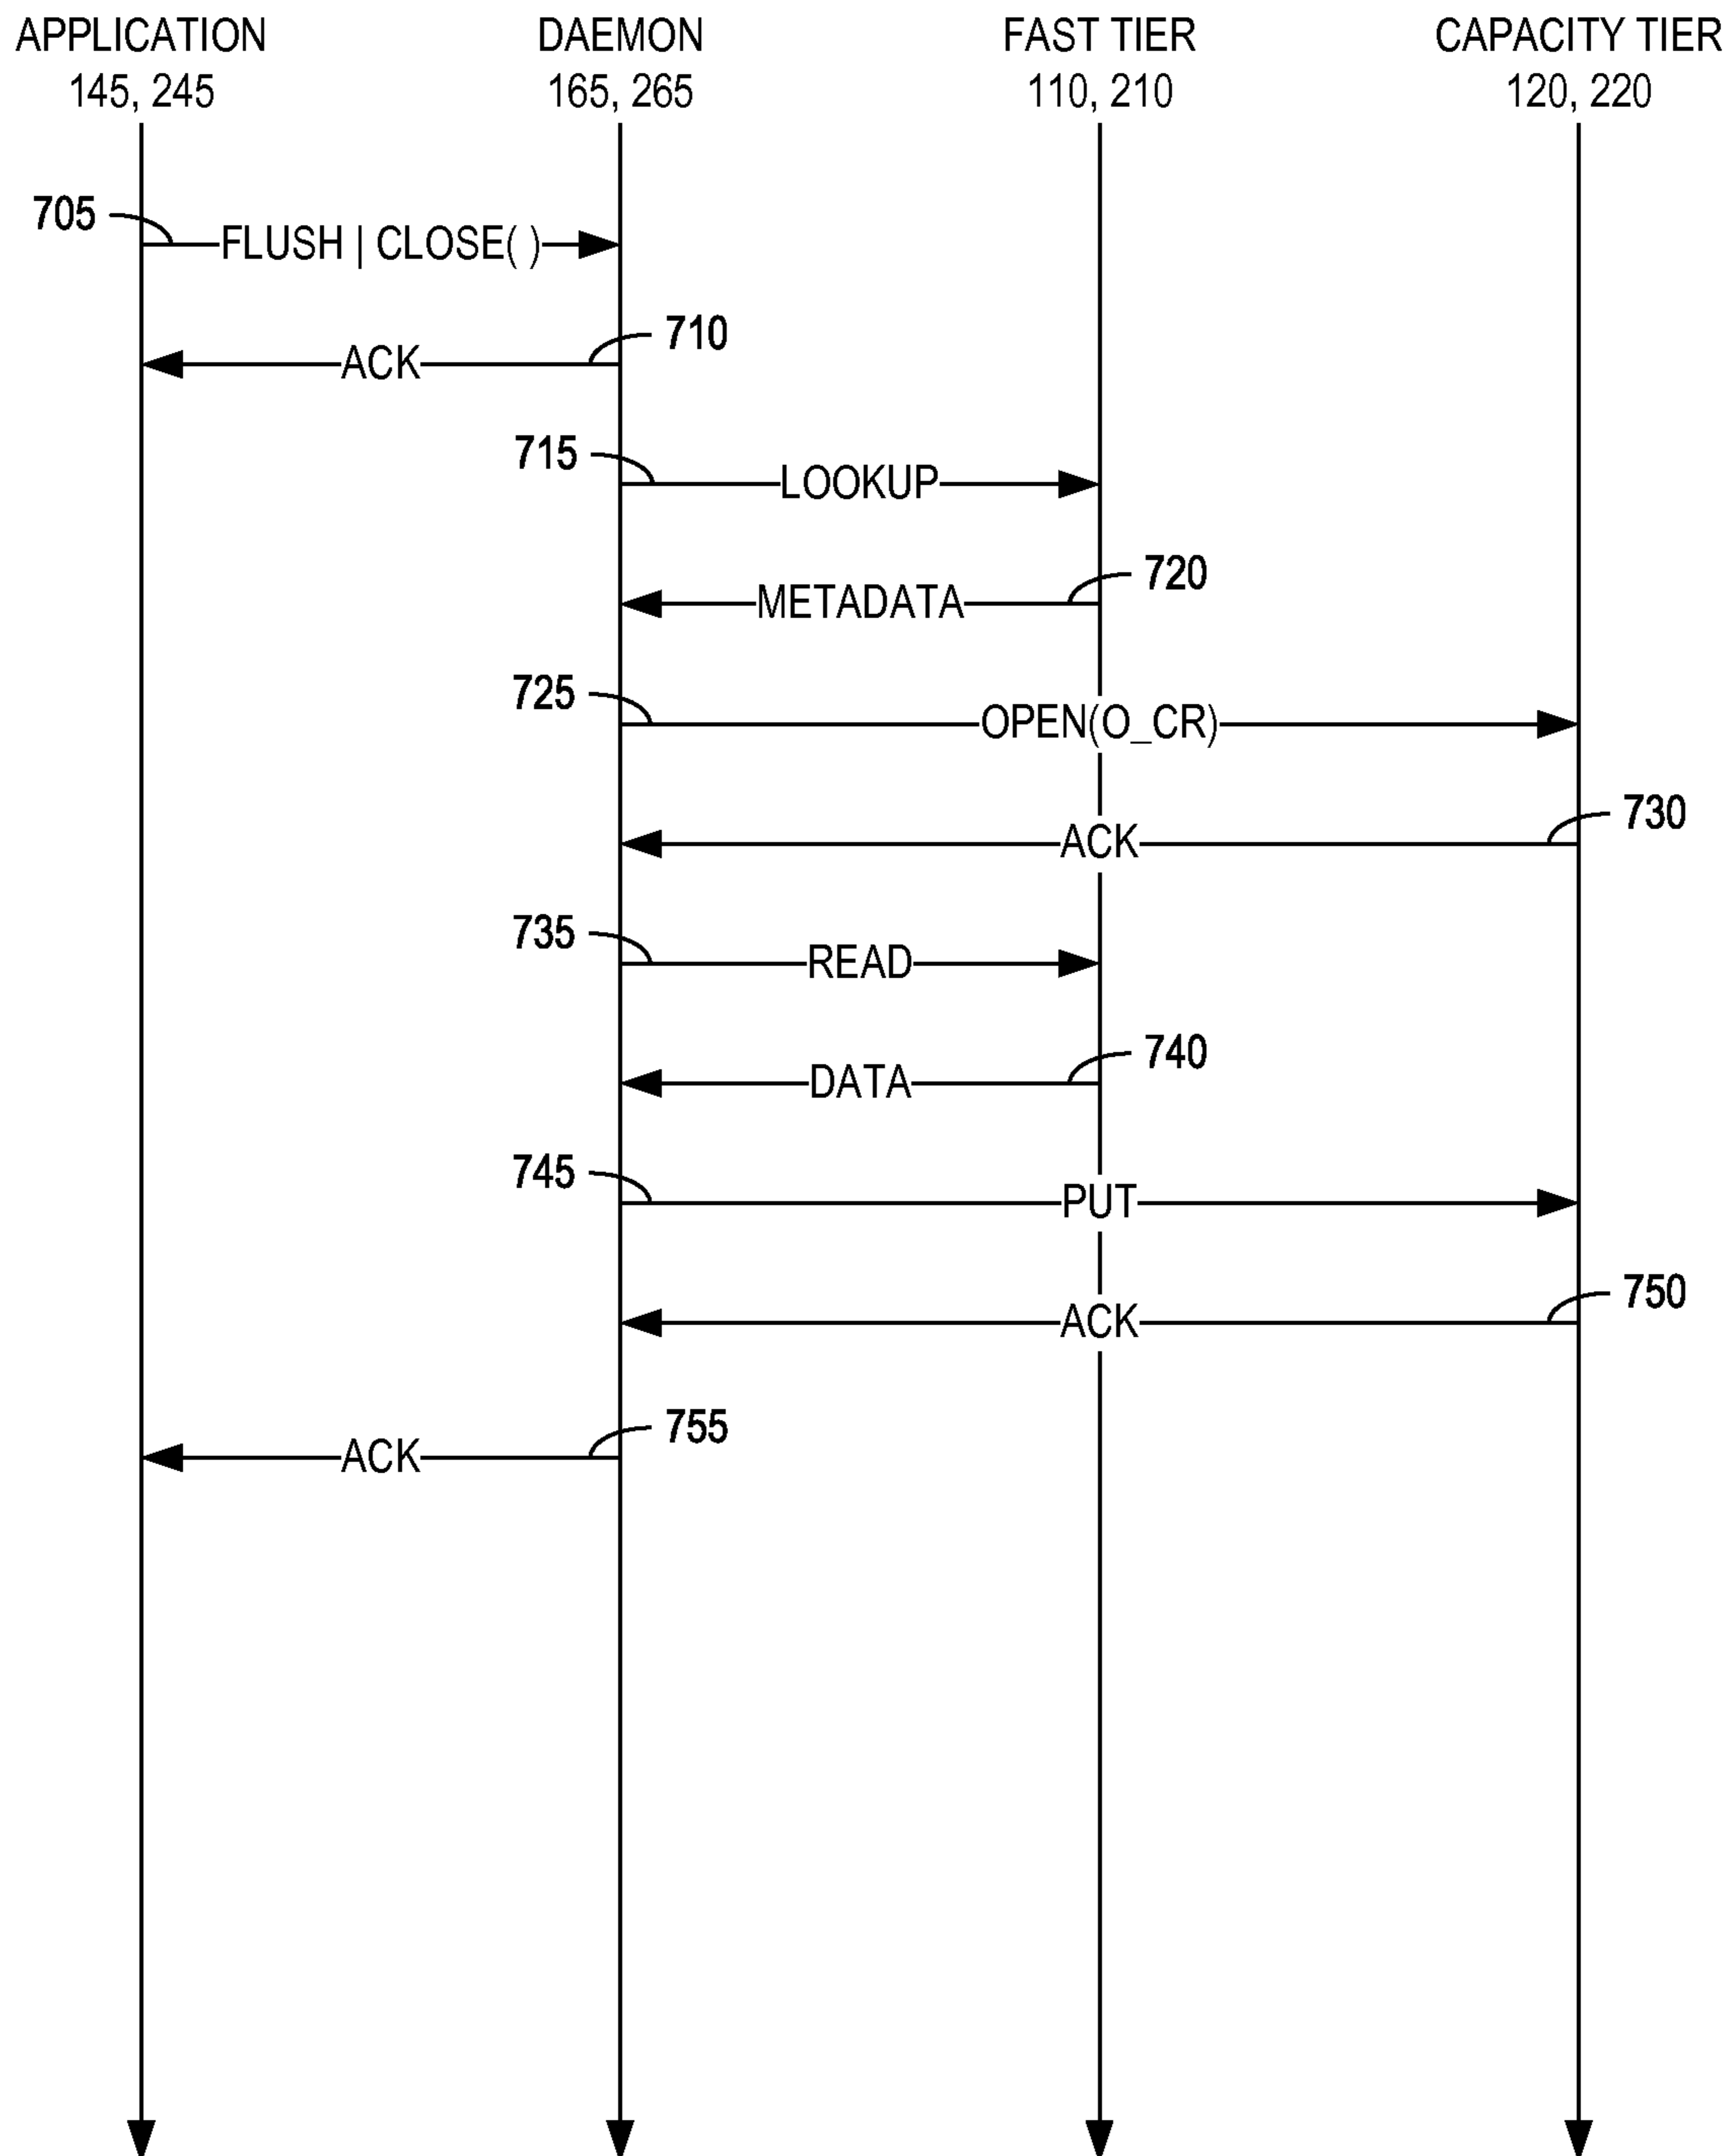 APPLICATION DAEMON FAST TIER CAPACITY TIER
145, 245 165, 265 110, 210 120, 220
705
FLUSH | CLOSE( )
710
ACK
715
LOOKUP
720
METADATA
725
OPEN(O_CR)
730
ACK
735
READ
740
DATA
745
PUT
750
ACK
755
ACK